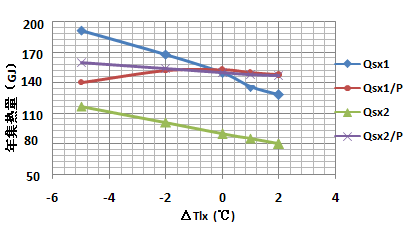 200
170
140
110
80
50
年集热量（GJ）
-6
-4
-2
0
2
4
△Tlx (℃)
Qsx1
Qsx1/P
Qsx2
Qsx2/P